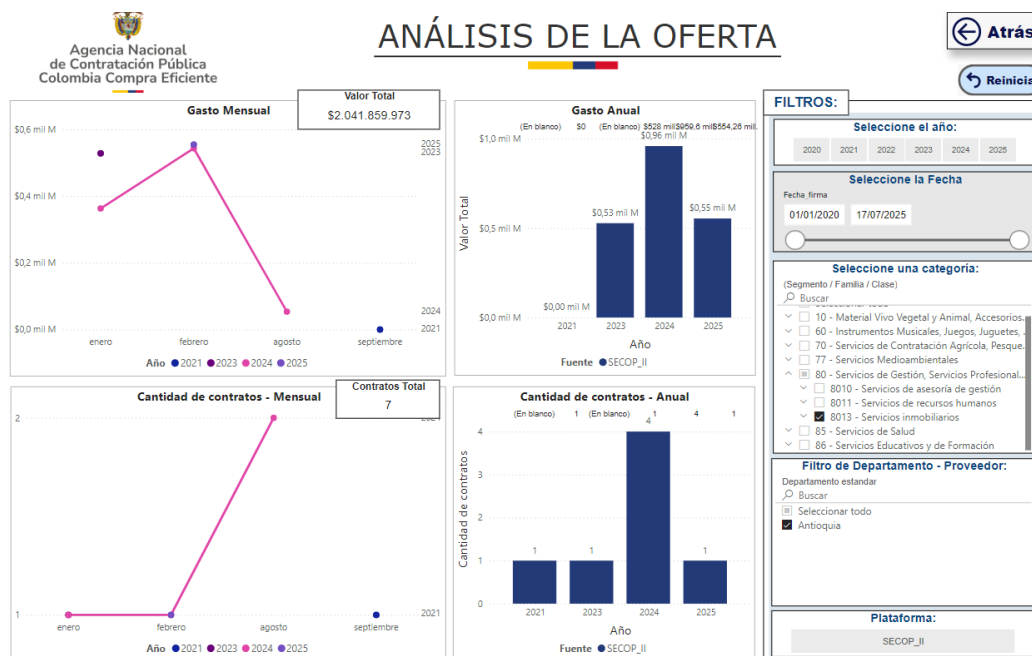 Agencia Nacional
de Contratación Pública
Colombia Compra Eficiente
ANÁLISIS DE LA OFERTA
Atrás
Gasto Mensual
Valor Total
$2.041.859.973
$0,6 mil M
$0,4 mil M
$0,2 mil M
$0,0 mil M
2025
2023
2024
2021
enero febrero agosto septiembre
Año 2021 2023 2024 2025
Gasto Anual
(En blanco) $0 (En blanco) $528 mill $959,6 mill $554,26 mill.
$1,0 mil M
$0,5 mil M
$0,0 mil M
Valor Total
$0,00 mil M
$0,53 mil M
$0,96 mil M
$0,55 mil M
2021 2023 2024 2025
Año
Fuente SECOP_II
Cantidad de contratos - Mensual
Contratos Total
7
2
1
2021
enero febrero agosto septiembre
Año 2021 2023 2024 2025
Cantidad de contratos - Anual
(En blanco) 1 (En blanco) 1 4 1
4
3
2
1
0
Cantidad de contratos
1 1 4 1
2021 2023 2024 2025
Año
Fuente SECOP_II
FILTROS:
Seleccione el año:
2020 2021 2022 2023 2024 2025
Seleccione la Fecha
Fecha_firma
01/01/2020 17/07/2025
Seleccione una categoría:
(Segmento / Familia / Clase)
Buscar
10 - Material Vivo Vegetal y Animal, Accesorios...
60 - Instrumentos Musicales, Juegos, Juguetes,
70 - Servicios de Contratación Agrícola, Pesque...
77 - Servicios Medioambientales
80 - Servicios de Gestión, Servicios Profesional...
8010 - Servicios de asesoría de gestión
8011 - Servicios de recursos humanos
8013 - Servicios inmobiliarios
85 - Servicios de Salud
86 - Servicios Educativos y de Formación
Filtro de Departamento - Proveedor:
Departamento estandar
Buscar
Seleccionar todo
Antioquia
Plataforma:
SECOP_II